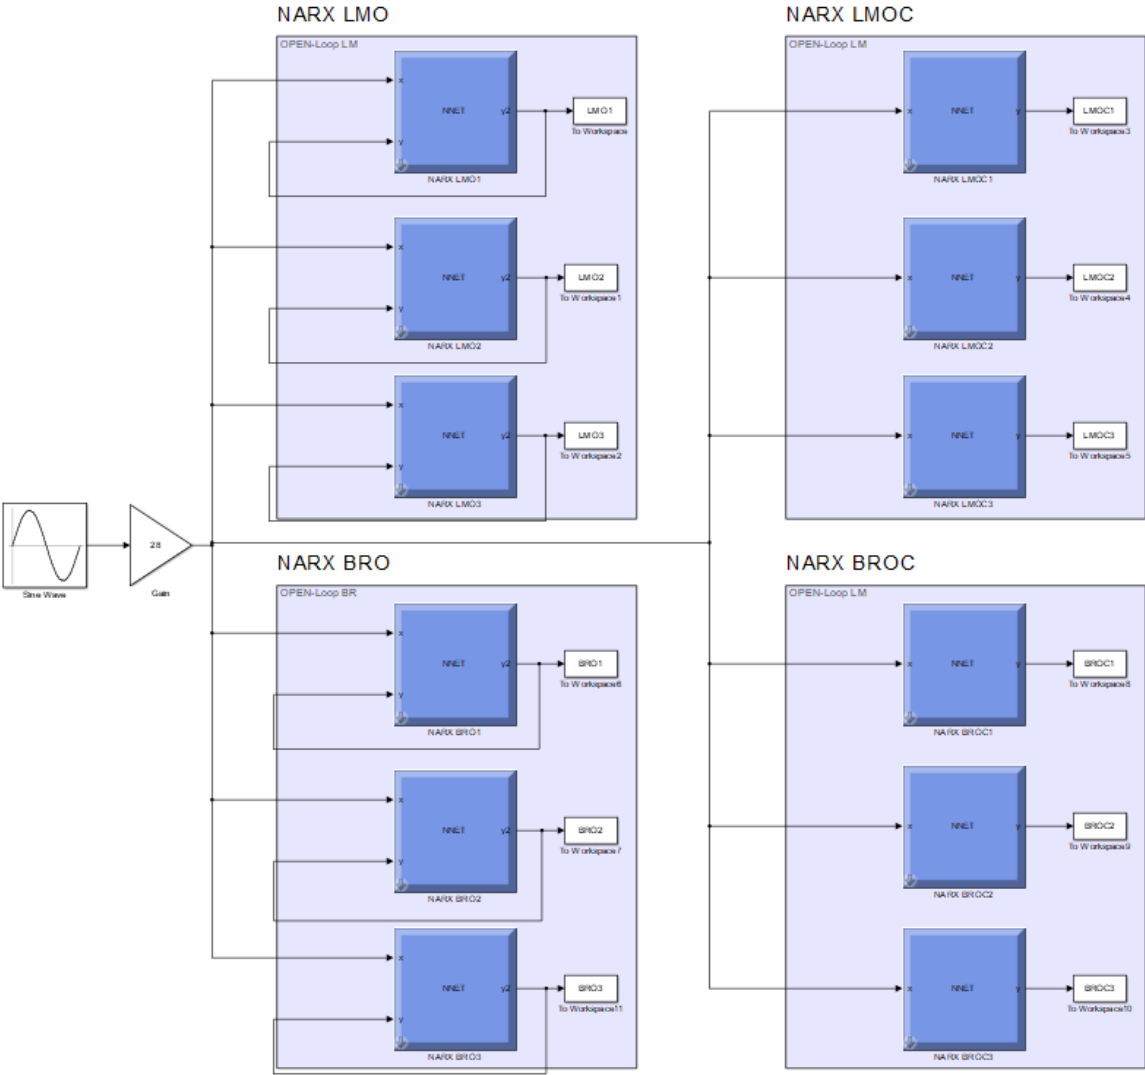 NARX LMO
OPEN-Loop LM
x
NNET
y2
y
LMO1
To Workspace
NARX LMO1
x
NNET
y2
y
LMO2
To Workspace1
NARX LMO2
x
NNET
y2
y
LMO3
To Workspace2
NARX LMO3
NARX LMOC
OPEN-Loop LM
x
NNET
y
LMOC1
To Workspace3
NARX LMOC1
x
NNET
y
LMOC2
To Workspace4
NARX LMOC2
x
NNET
y
LMOC3
To Workspace5
NARX LMOC3
Sine Wave
28
Gain
NARX BRO
OPEN-Loop BR
x
NNET
y2
y
BRO1
To Workspace6
NARX BRO1
x
NNET
y2
y
BRO2
To Workspace7
NARX BRO2
x
NNET
y2
y
BRO3
To Workspace11
NARX BRO3
NARX BROC
OPEN-Loop LM
x
NNET
y
BROC1
To Workspace8
NARX BROC1
x
NNET
y
BROC2
To Workspace9
NARX BROC2
x
NNET
y
BROC3
To Workspace10
NARX BROC3